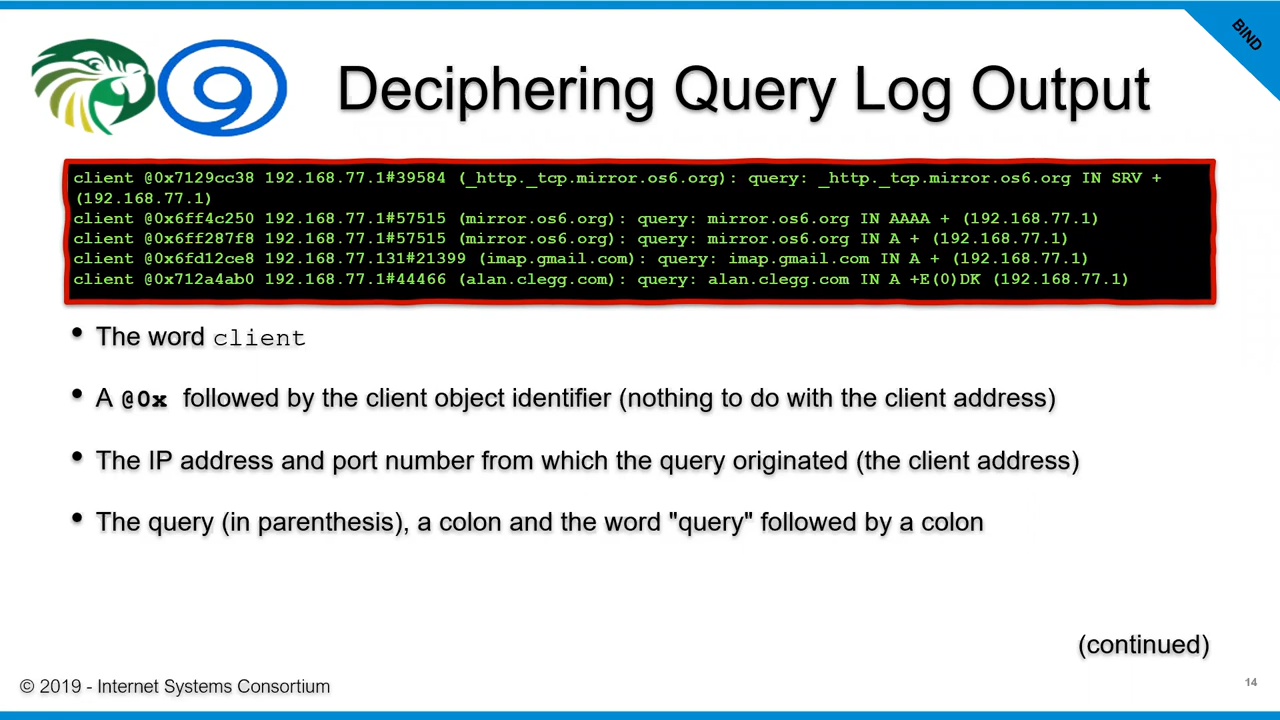 BIND
9
Deciphering Query Log Output
client @0x7129cc38 192.168.77.1#39584 (_http._tcp.mirror.os6.org): query: _http._tcp.mirror.os6.org IN SRV +
(192.168.77.1)
client @0x6ff4c250 192.168.77.1#57515 (mirror.os6.org): query: mirror.os6.org IN AAAA + (192.168.77.1)
client @0x6ff287f8 192.168.77.1#57515 (mirror.os6.org): query: mirror.os6.org IN A + (192.168.77.1)
client @0x6fd12ce8 192.168.77.131#21399 (imap.gmail.com): query: imap.gmail.com IN A + (192.168.77.1)
client @0x712a4ab0 192.168.77.1#44466 (alan.clegg.com): query: alan.clegg.com IN A +E(0)DK (192.168.77.1)
• The word client
• A @0x followed by the client object identifier (nothing to do with the client address)
• The IP address and port number from which the query originated (the client address)
• The query (in parenthesis), a colon and the word "query" followed by a colon
(continued)
© 2019 - Internet Systems Consortium
14